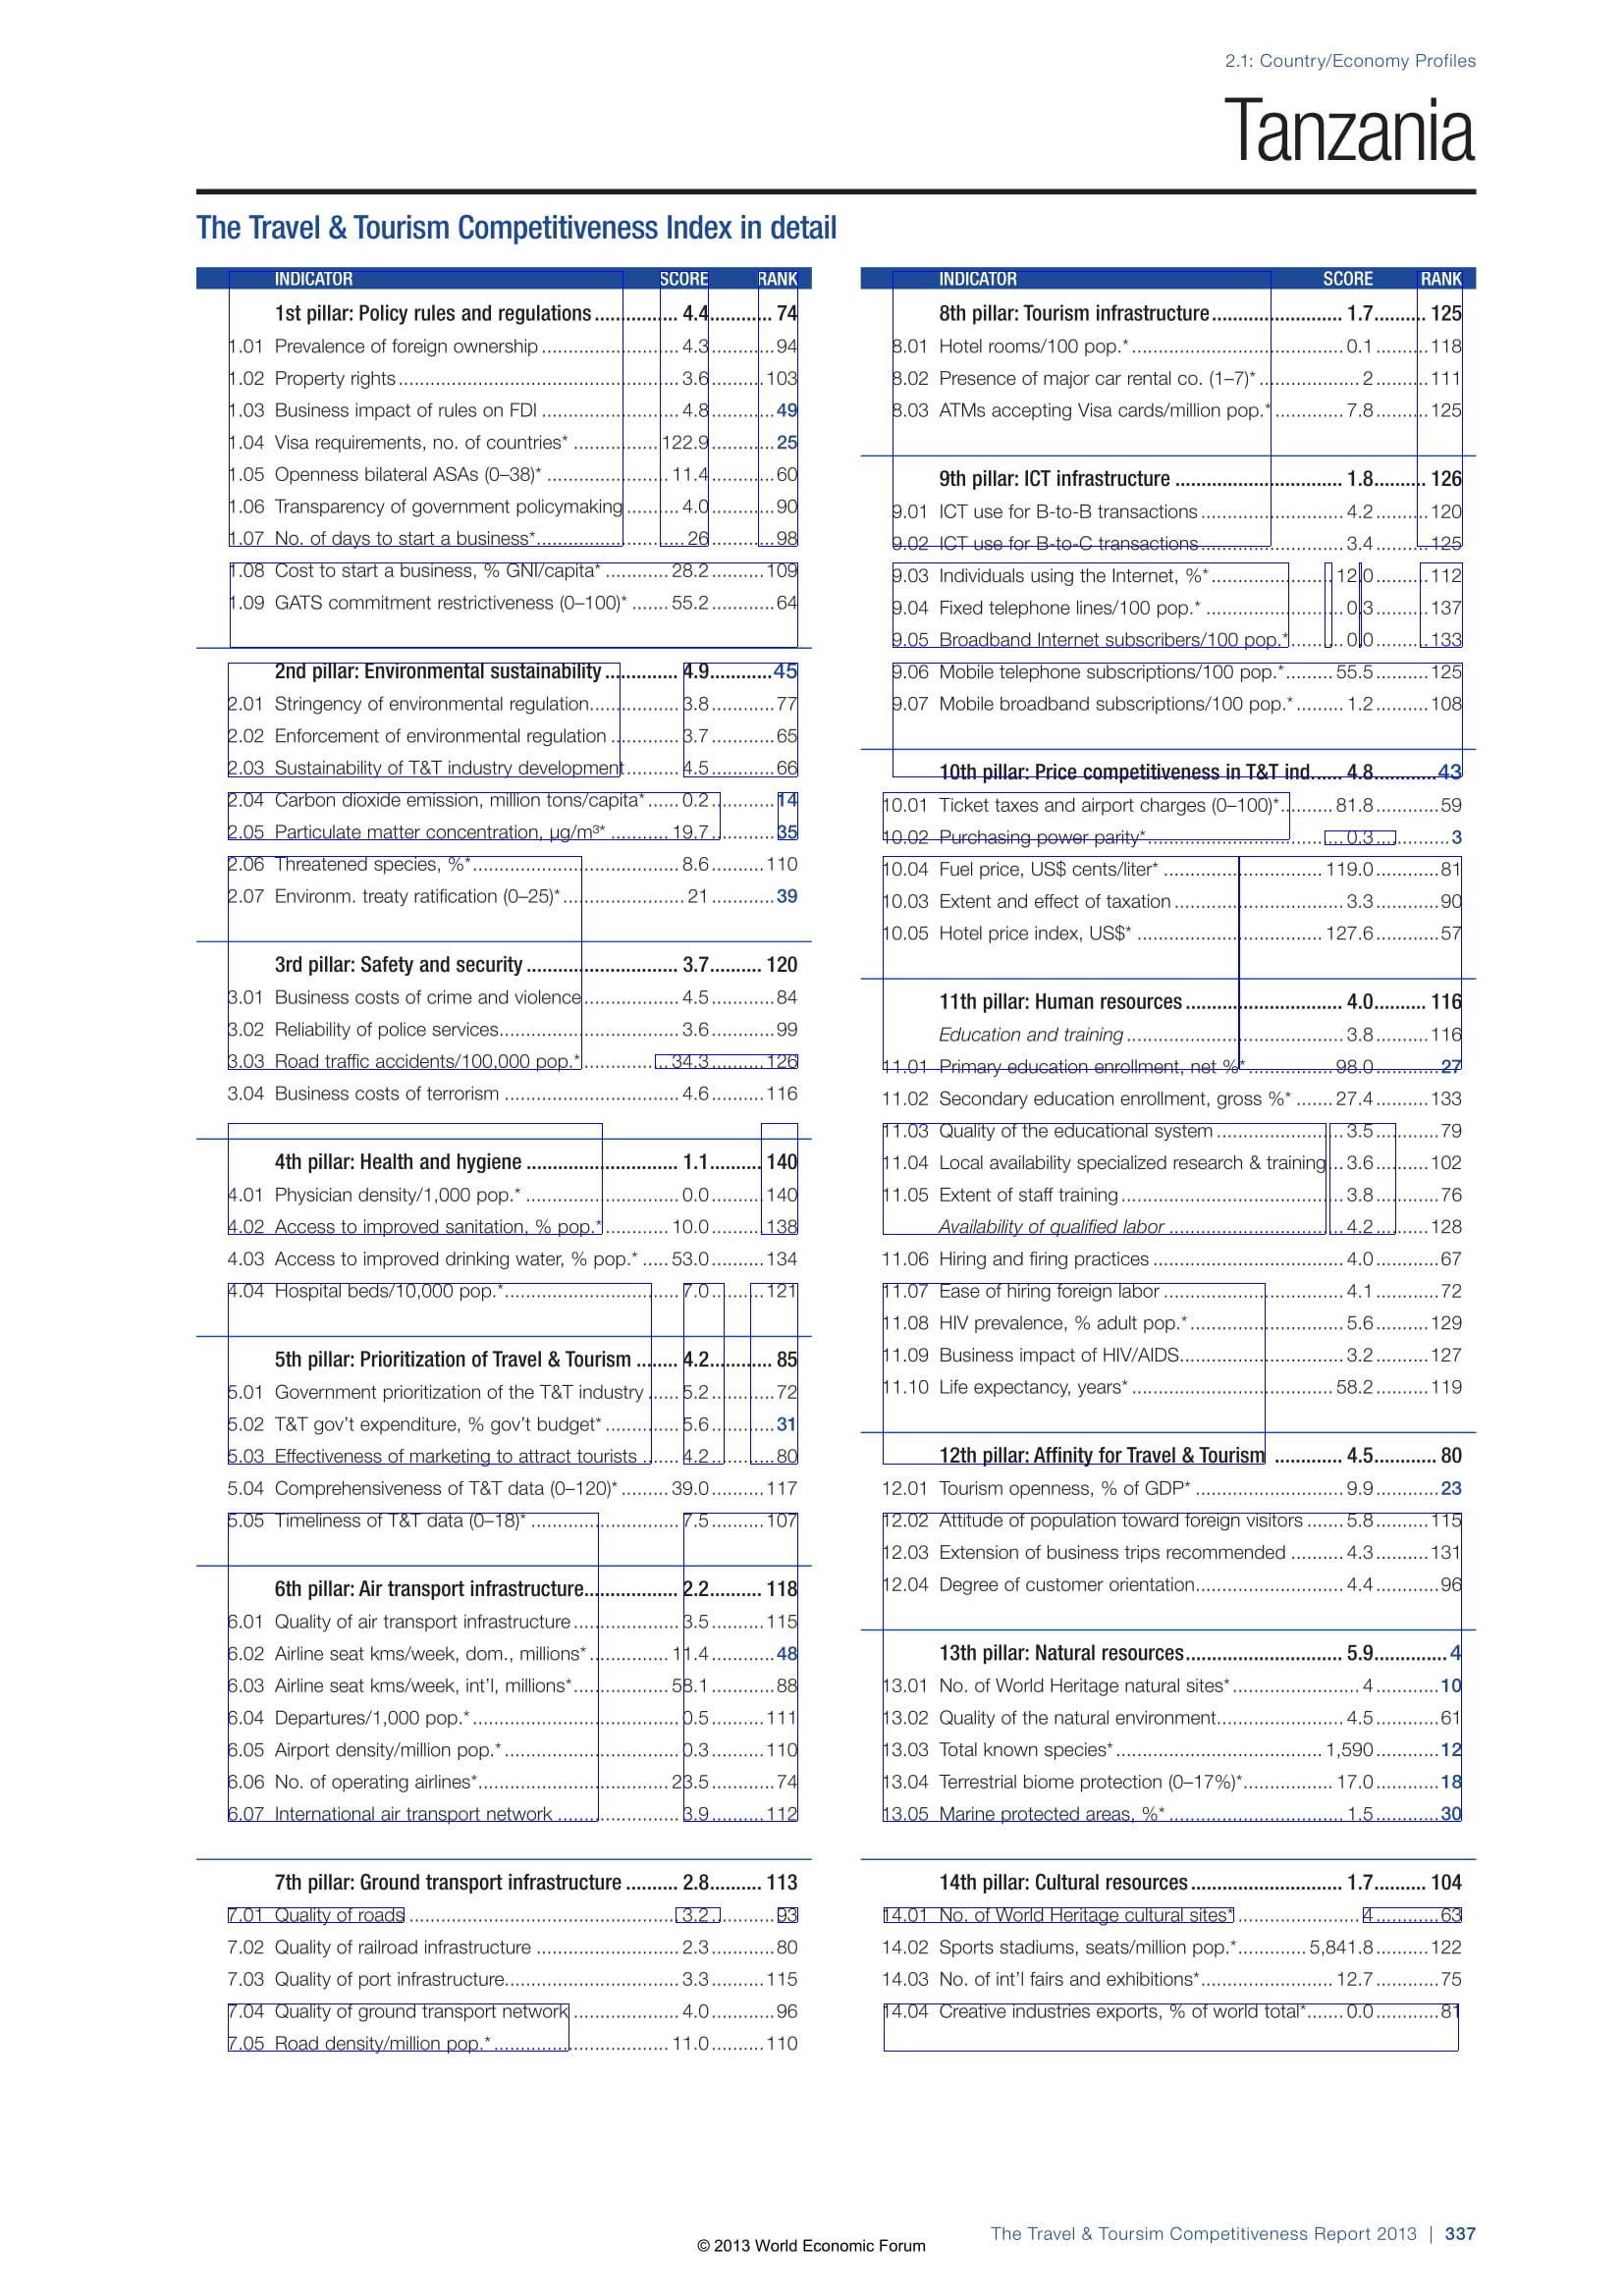 2.1: Country/Economy Profiles
Tanzania
The Travel & Tourism Competitiveness Index in detail
INDICATOR SCORE RANK
1st pillar: Policy rules and regulations ................ 4.4............ 74
1.01 Prevalence of foreign ownership .......................... 4.3............ 94
1.02 Property rights ..................................................... 3.6.......... 103
1.03 Business impact of rules on FDI .......................... 4.8............ 49
1.04 Visa requirements, no. of countries* ................ 122.9............ 25
1.05 Openness bilateral ASAs (0–38)* ....................... 11.4............ 60
1.06 Transparency of government policymaking .......... 4.0............ 90
1.07 No. of days to start a business* ............................ 26............ 98
1.08 Cost to start a business, % GNI/capita* ............ 28.2.......... 109
1.09 GATS commitment restrictiveness (0–100)* ....... 55.2............ 64
2nd pillar: Environmental sustainability .............. 4.9............ 45
2.01 Stringency of environmental regulation................. 3.8............ 77
2.02 Enforcement of environmental regulation ............. 3.7............ 65
2.03 Sustainability of T&T industry development .......... 4.5............ 66
2.04 Carbon dioxide emission, million tons/capita* ...... 0.2............ 14
2.05 Particulate matter concentration, µg/m³* ........... 19.7............ 35
2.06 Threatened species, %* ........................................ 8.6.......... 110
2.07 Environm. treaty ratification (0–25)* ....................... 21............ 39
3rd pillar: Safety and security ............................. 3.7.......... 120
3.01 Business costs of crime and violence .................. 4.5............ 84
3.02 Reliability of police services.................................. 3.6............ 99
3.03 Road traffic accidents/100,000 pop.* ................ 34.3.......... 126
3.04 Business costs of terrorism ................................. 4.6.......... 116
4th pillar: Health and hygiene ............................. 1.1.......... 140
4.01 Physician density/1,000 pop.* ............................. 0.0.......... 140
4.02 Access to improved sanitation, % pop.* ............ 10.0.......... 138
4.03 Access to improved drinking water, % pop.* ..... 53.0.......... 134
4.04 Hospital beds/10,000 pop.* ................................. 7.0.......... 121
5th pillar: Prioritization of Travel & Tourism ........ 4.2............ 85
5.01 Government prioritization of the T&T industry ...... 5.2............ 72
5.02 T&T gov’t expenditure, % gov’t budget* .............. 5.6............ 31
5.03 Effectiveness of marketing to attract tourists ....... 4.2............ 80
5.04 Comprehensiveness of T&T data (0–120)* ......... 39.0.......... 117
5.05 Timeliness of T&T data (0–18)* ............................ 7.5.......... 107
6th pillar: Air transport infrastructure.................. 2.2.......... 118
6.01 Quality of air transport infrastructure .................... 3.5.......... 115
6.02 Airline seat kms/week, dom., millions* ............... 11.4............ 48
6.03 Airline seat kms/week, int’l, millions* .................. 58.1............ 88
6.04 Departures/1,000 pop.* ....................................... 0.5.......... 111
6.05 Airport density/million pop.* ................................. 0.3.......... 110
6.06 No. of operating airlines* .................................... 23.5............ 74
6.07 International air transport network ....................... 3.9.......... 112
7th pillar: Ground transport infrastructure .......... 2.8.......... 113
7.01 Quality of roads ................................................... 3.2............ 93
7.02 Quality of railroad infrastructure ........................... 2.3............ 80
7.03 Quality of port infrastructure................................. 3.3.......... 115
7.04 Quality of ground transport network .................... 4.0............ 96
7.05 Road density/million pop.* ................................. 11.0.......... 110
INDICATOR SCORE RANK
8th pillar: Tourism infrastructure ......................... 1.7.......... 125
8.01 Hotel rooms/100 pop.* ........................................ 0.1.......... 118
8.02 Presence of major car rental co. (1–7)* ................... 2.......... 111
8.03 ATMs accepting Visa cards/million pop.* ............. 7.8.......... 125
9th pillar: ICT infrastructure ................................ 1.8.......... 126
9.01 ICT use for B-to-B transactions ........................... 4.2.......... 120
9.02 ICT use for B-to-C transactions ........................... 3.4.......... 125
9.03 Individuals using the Internet, %* ....................... 12.0.......... 112
9.04 Fixed telephone lines/100 pop.* .......................... 0.3.......... 137
9.05 Broadband Internet subscribers/100 pop.* .......... 0.0.......... 133
9.06 Mobile telephone subscriptions/100 pop.* ......... 55.5.......... 125
9.07 Mobile broadband subscriptions/100 pop.* ......... 1.2.......... 108
10th pillar: Price competitiveness in T&T ind...... 4.8............ 43
10.01 Ticket taxes and airport charges (0–100)* .......... 81.8............ 59
10.02 Purchasing power parity* ..................................... 0.3.............. 3
10.04 Fuel price, US$ cents/liter* .............................. 119.0............ 81
10.03 Extent and effect of taxation ................................ 3.3............ 90
10.05 Hotel price index, US$* ................................... 127.6............ 57
11th pillar: Human resources .............................. 4.0.......... 116
Education and training ......................................... 3.8.......... 116
11.01 Primary education enrollment, net %* ................ 98.0............ 27
11.02 Secondary education enrollment, gross %* ....... 27.4.......... 133
11.03 Quality of the educational system ........................ 3.5............ 79
11.04 Local availability specialized research & training... 3.6.......... 102
11.05 Extent of staff training .......................................... 3.8............ 76
Availability of qualified labor ................................. 4.2.......... 128
11.06 Hiring and firing practices .................................... 4.0............ 67
11.07 Ease of hiring foreign labor .................................. 4.1............ 72
11.08 HIV prevalence, % adult pop.* ............................. 5.6.......... 129
11.09 Business impact of HIV/AIDS............................... 3.2.......... 127
11.10 Life expectancy, years* ...................................... 58.2.......... 119
12th pillar: Affinity for Travel & Tourism ............. 4.5............ 80
12.01 Tourism openness, % of GDP* ............................ 9.9............ 23
12.02 Attitude of population toward foreign visitors ....... 5.8.......... 115
12.03 Extension of business trips recommended .......... 4.3.......... 131
12.04 Degree of customer orientation............................ 4.4............ 96
13th pillar: Natural resources .............................. 5.9.............. 4
13.01 No. of World Heritage natural sites* ........................ 4............ 10
13.02 Quality of the natural environment........................ 4.5............ 61
13.03 Total known species* ....................................... 1,590............ 12
13.04 Terrestrial biome protection (0–17%)* ................. 17.0............ 18
13.05 Marine protected areas, %* ................................. 1.5............ 30
14th pillar: Cultural resources ............................. 1.7.......... 104
14.01 No. of World Heritage cultural sites* ....................... 4............ 63
14.02 Sports stadiums, seats/million pop.* ............. 5,841.8.......... 122
14.03 No. of int’l fairs and exhibitions* ......................... 12.7............ 75
14.04 Creative industries exports, % of world total* ....... 0.0............ 81
The Travel & Toursim Competitiveness Report 2013 | 337
© 2013 World Economic Forum